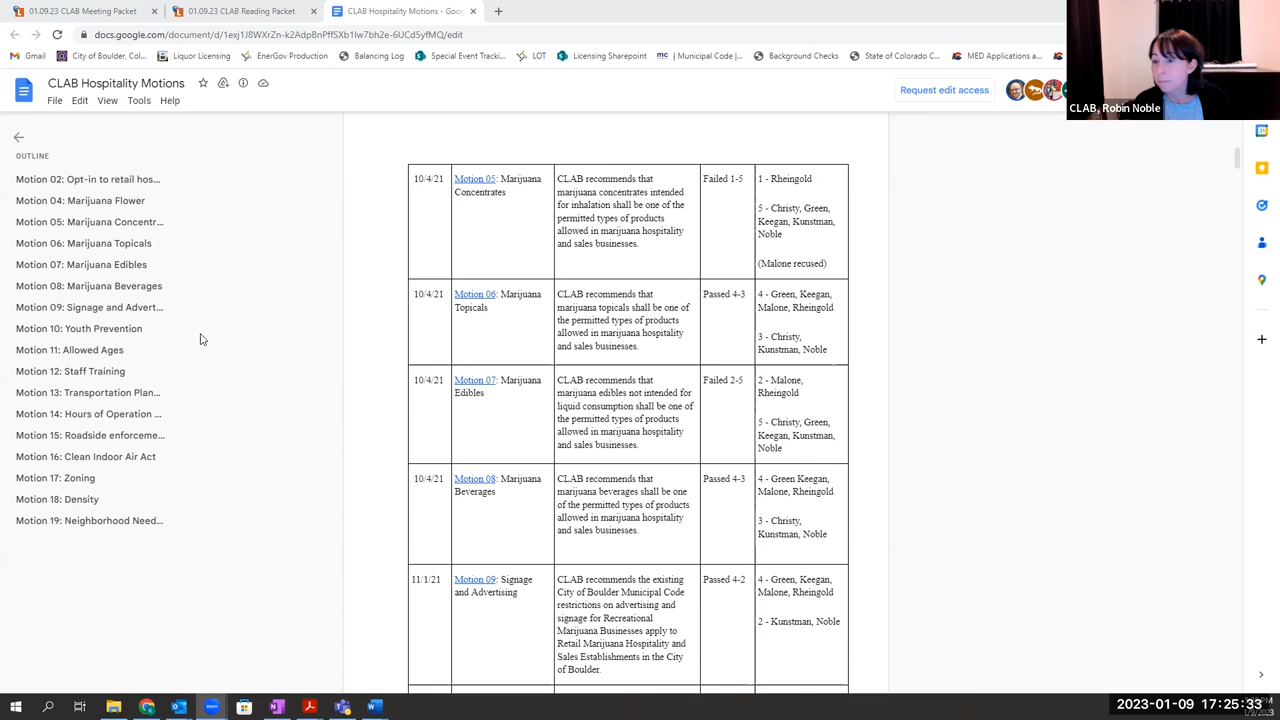 01.09.23 CLAB Meeting Packet
01.09.23 CLAB Reading Packet
CLAB Hospitality Motions - Goog
docs.google.com/document/d/1exj1J8WXrZn-k2AdpBnPffSXb1Iw7bh2e-6UCd5yfMQ/edit
Gmail
City of Boulder, Col...
Liquor Licensing
EnerGov Production
Balancing Log
Special Event Tracki...
LOT
Licensing Sharepoint
Municipal Code |...
Background Checks
State of Colorado C...
MED Applications a
CLAB Hospitality Motions
File Edit View Tools Help
Request edit access
CLAB, Robin Noble
OUTLINE
Motion 02: Opt-in to retail hos...
Motion 04: Marijuana Flower
Motion 05: Marijuana Concentr...
Motion 06: Marijuana Topicals
Motion 07: Marijuana Edibles
Motion 08: Marijuana Beverages
Motion 09: Signage and Advert...
Motion 10: Youth Prevention
Motion 11: Allowed Ages
Motion 12: Staff Training
Motion 13: Transportation Plan...
Motion 14: Hours of Operation ...
Motion 15: Roadside enforceme...
Motion 16: Clean Indoor Air Act
Motion 17: Zoning
Motion 18: Density
Motion 19: Neighborhood Need...
10/4/21
Motion 05: Marijuana
Concentrates
CLAB recommends that
marijuana concentrates intended
for inhalation shall be one of the
permitted types of products
allowed in marijuana hospitality
and sales businesses.
Failed 1-5
1 - Rheingold
5 - Christy, Green,
Keegan, Kunstman,
Noble
(Malone recused)
10/4/21
Motion 06: Marijuana
Topicals
CLAB recommends that
marijuana topicals shall be one of
the permitted types of products
allowed in marijuana hospitality
and sales businesses.
Passed 4-3
4 - Green, Keegan,
Malone, Rheingold
3 - Christy,
Kunstman, Noble
10/4/21
Motion 07: Marijuana
Edibles
CLAB recommends that
marijuana edibles not intended for
liquid consumption shall be one of
the permitted types of products
allowed in marijuana hospitality
and sales businesses.
Failed 2-5
2 - Malone,
Rheingold
5 - Christy, Green,
Keegan, Kunstman,
Noble
10/4/21
Motion 08: Marijuana
Beverages
CLAB recommends that
marijuana beverages shall be one
of the permitted types of products
allowed in marijuana hospitality
and sales businesses.
Passed 4-3
4 - Green Keegan,
Malone, Rheingold
3 - Christy,
Kunstman, Noble
11/1/21
Motion 09: Signage
and Advertising
CLAB recommends the existing
City of Boulder Municipal Code
restrictions on advertising and
signage for Recreational
Marijuana Businesses apply to
Retail Marijuana Hospitality and
Sales Establishments in the City
of Boulder.
Passed 4-2
4 - Green, Keegan,
Malone, Rheingold
2 - Kunstman, Noble
2023-01-09 17:25:33